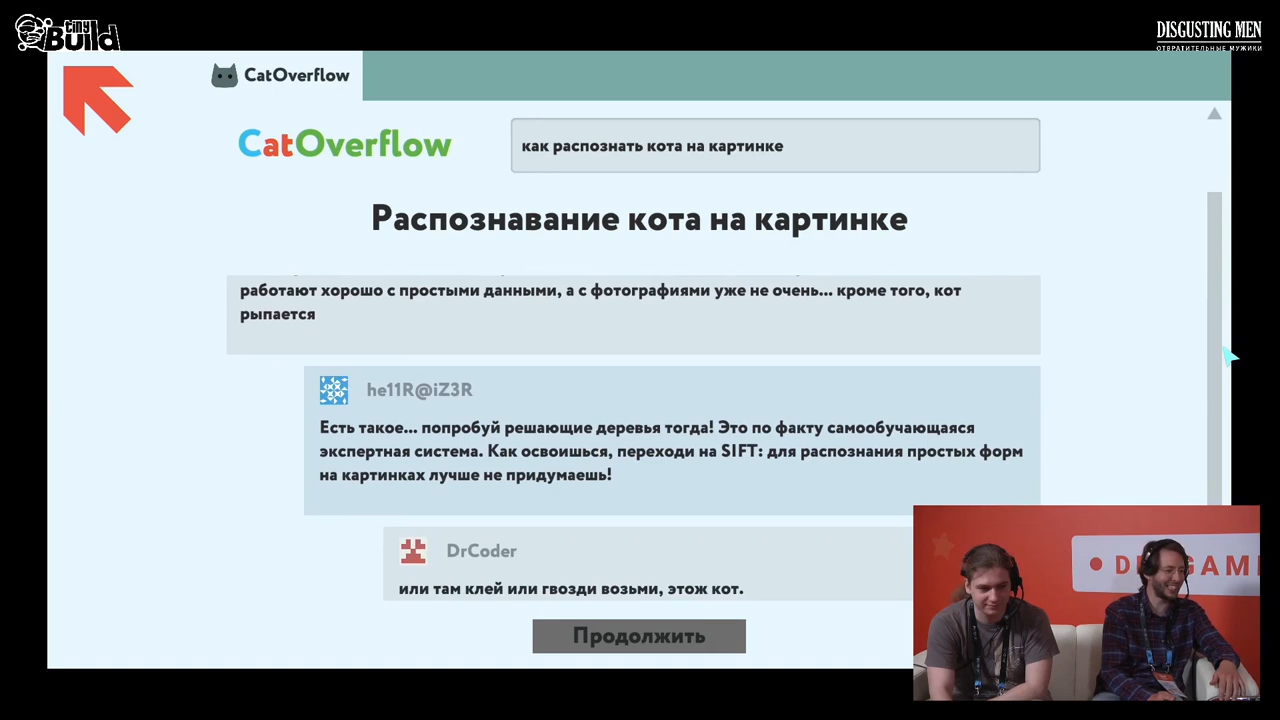 tiny
Build
DISGUSTING MEN
ОТВРАТИТЕЛЬНЫЕ МУЖИКИ
CatOverflow
CatOverflow
как распознать кота на картинке
Распознавание кота на картинке
работают хорошо с простыми данными, а с фотографиями уже не очень... кроме того, кот
рыпается
he11R@iZ3R
Есть такое... попробуй решающие деревья тогда! Это по факту самообучающаяся
экспертная система. Как освоишься, переходи на SIFT: для распознания простых форм
на картинках лучше не придумаешь!
DrCoder
или там клей или гвозди возьми, этож кот.
Продолжить